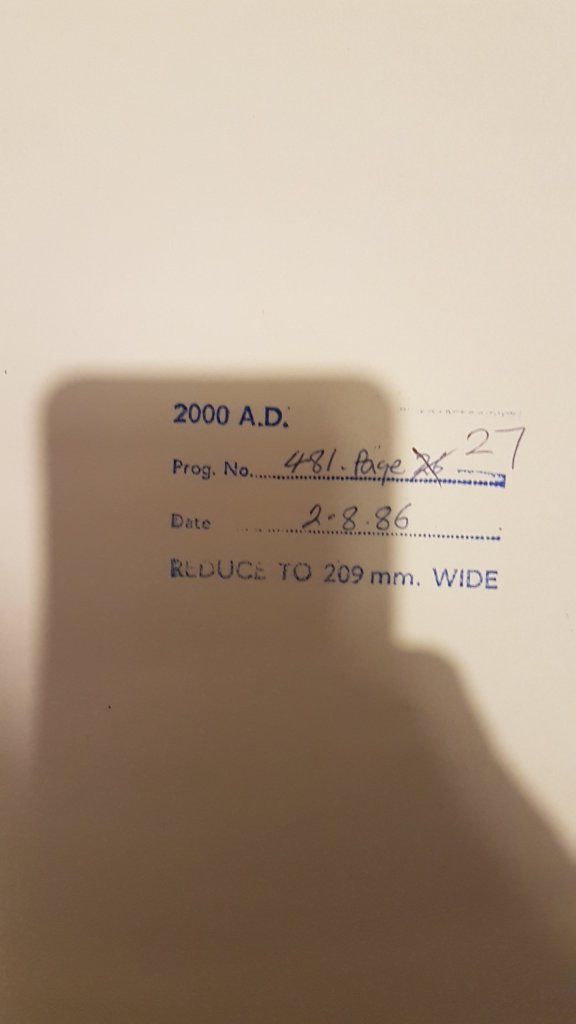 2000 A.D.
Prog. No. 481. Page 26 27
Date 2-8-86
REDUCE TO 209 mm. WIDE